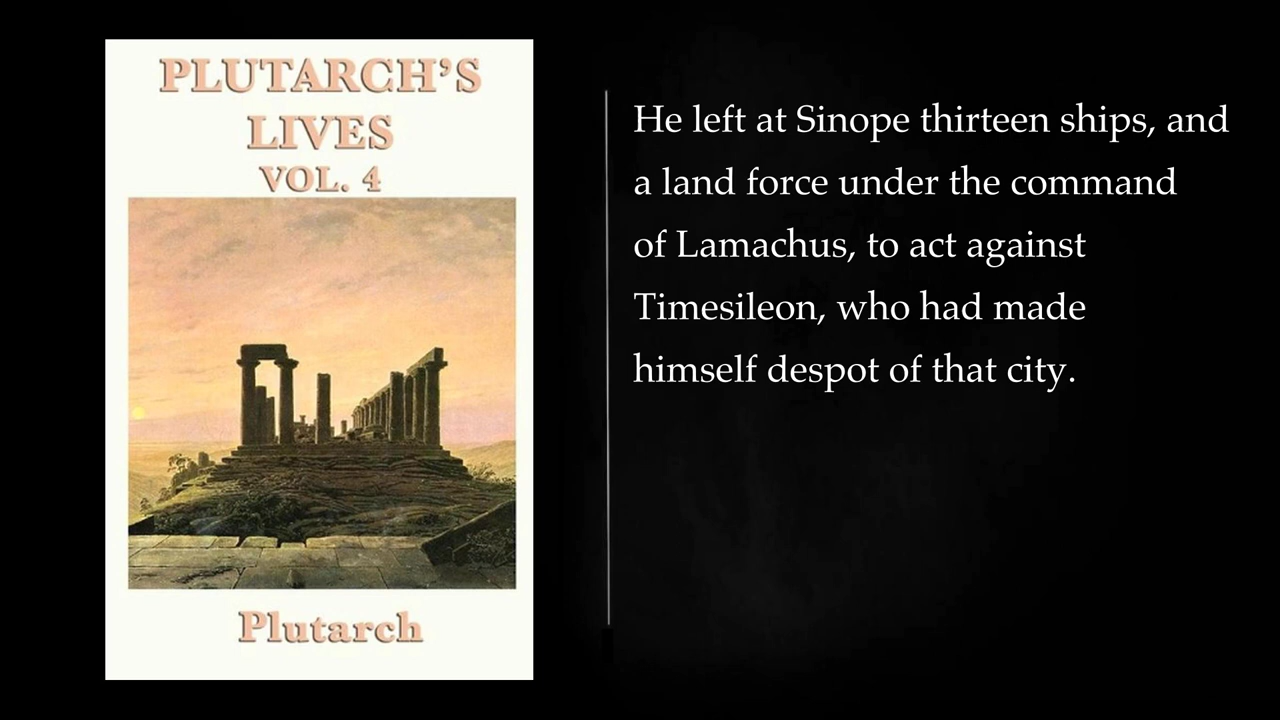 PLUTARCH'S
LIVES
VOL. 4
Plutarch
He left at Sinope thirteen ships, and
a land force under the command
of Lamachus, to act against
Timesileon, who had made
himself despot of that city.